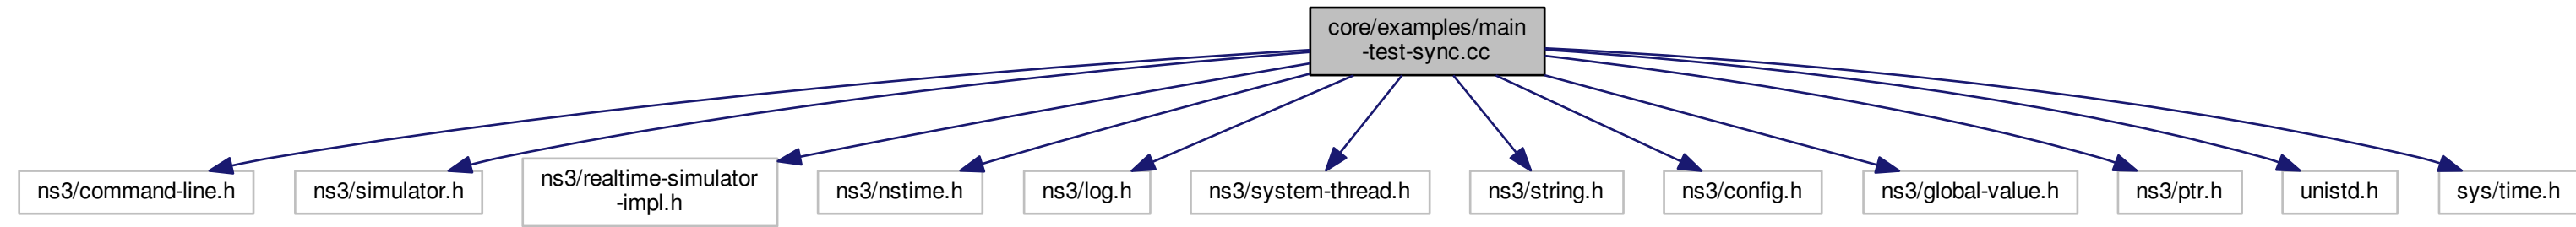 core/examples/main
-test-sync.cc
ns3/command-line.h
ns3/simulator.h
ns3/realtime-simulator
-impl.h
ns3/nstime.h
ns3/log.h
ns3/system-thread.h
ns3/string.h
ns3/config.h
ns3/global-value.h
ns3/ptr.h
unistd.h
sys/time.h